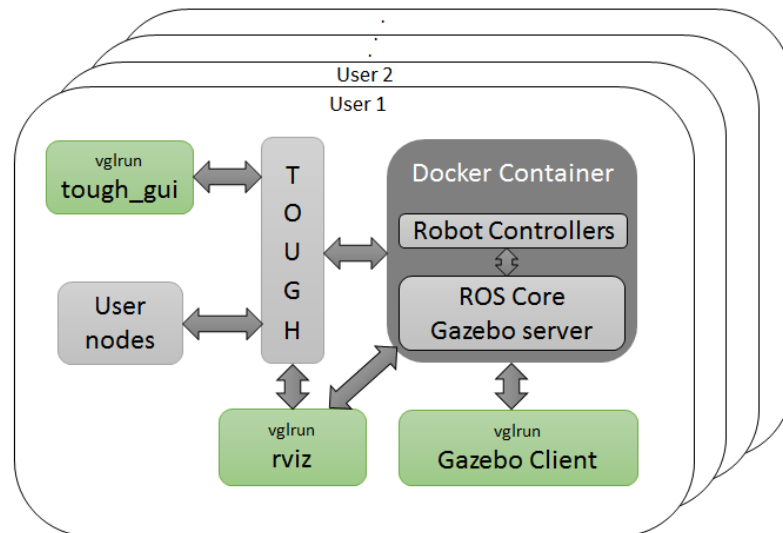 .
.
.
User 2
User 1
vglrun
tough_gui
T
O
U
G
H
Docker Container
Robot Controllers
ROS Core
Gazebo server
User
nodes
vglrun
rviz
vglrun
Gazebo Client